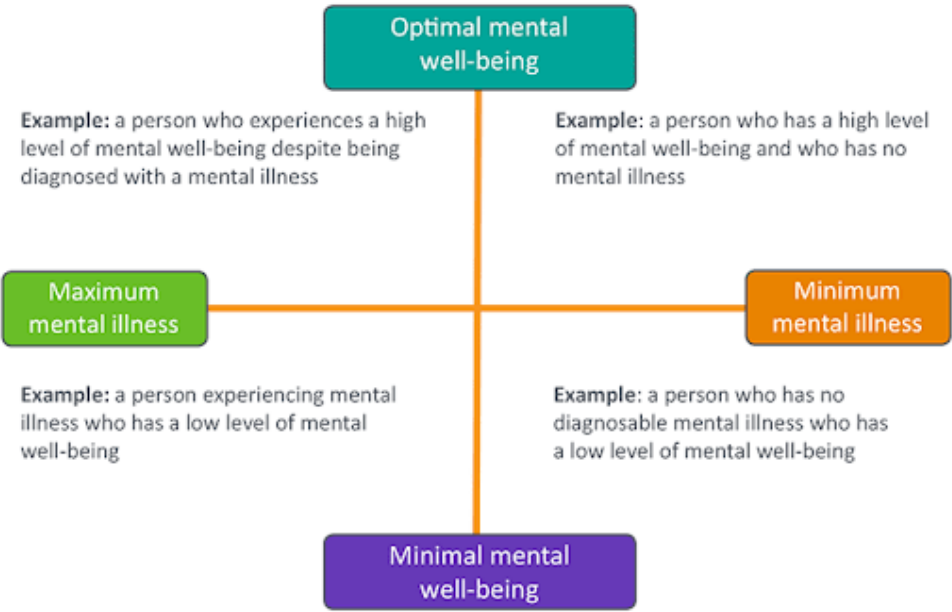 Optimal mental
well-being
Example: a person who experiences a high
level of mental well-being despite being
diagnosed with a mental illness
Example: a person who has a high level
of mental well-being and who has no
mental illness
Maximum
mental illness
Minimum
mental illness
Example: a person experiencing mental
illness who has a low level of mental
well-being
Example: a person who has no
diagnosable mental illness who has
a low level of mental well-being
Minimal mental
well-being